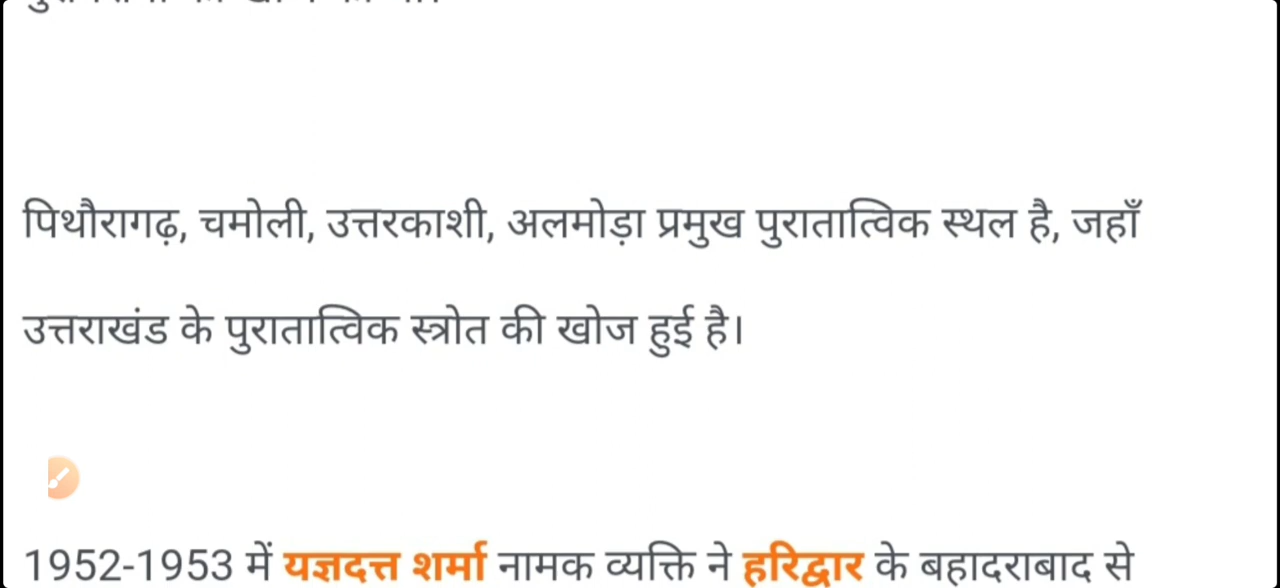 पिथौरागढ़, चमोली, उत्तरकाशी, अलमोड़ा प्रमुख पुरातात्विक स्थल है, जहाँ
उत्तराखंड के पुरातात्विक स्त्रोत की खोज हुई है।
1952-1953 में यज्ञदत्त शर्मा नामक व्यक्ति ने हरिद्वार के बहादराबाद से